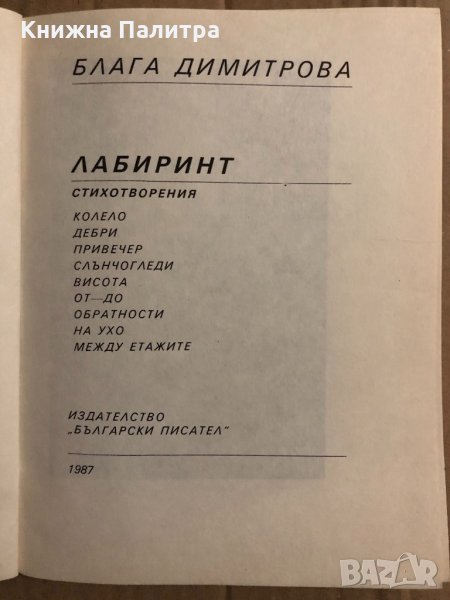 Книжна Палитра
БЛАГА ДИМИТРОВА
ЛАБИРИНТ
СТИХОТВОРЕНИЯ
КОЛЕЛО
ДЕБРИ
ПРИВЕЧЕР
СЛЪНЧОГЛЕДИ
ВИСОТА
ОТ—ДО
ОБРАТНОСТИ
НА УХО
МЕЖДУ ЕТАЖИТЕ
ИЗДАТЕЛСТВО
„БЪЛГАРСКИ ПИСАТЕЛ"
1987
BAZAR